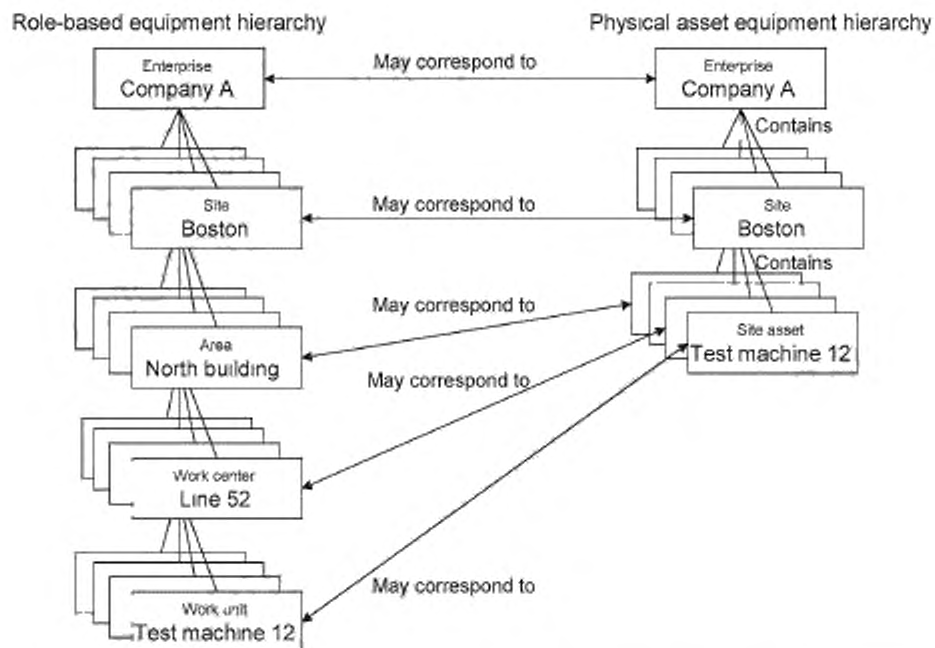 Role-based equipment hierarchy
Physical asset equipment hierarchy
Enterprise
Company A
May correspond to
Enterprise
Company A
Contains
Site
Boston
May correspond to
Site
Boston
Contains
Area
North building
May correspond to
Site asset
Test machine 12
May correspond to
Work center
Line 52
May correspond to
Work unit
Test machine 12